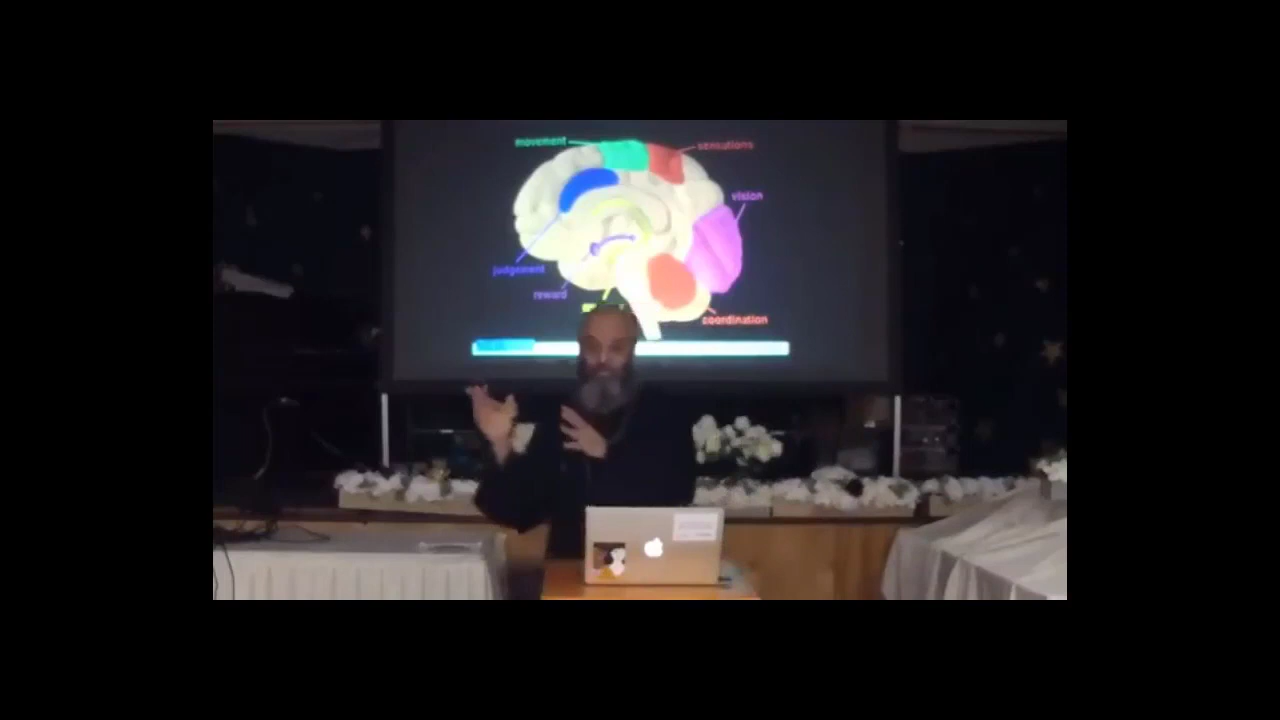 movement
sensations
vision
judgement
reward
coordination